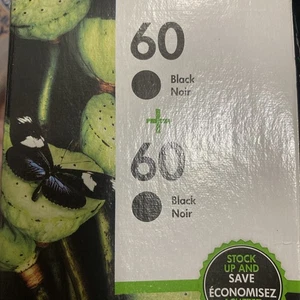 60
Black
Noir
60
Black
Noir
STOCK
UP AND
SAVE
ÉCONOMISEZ